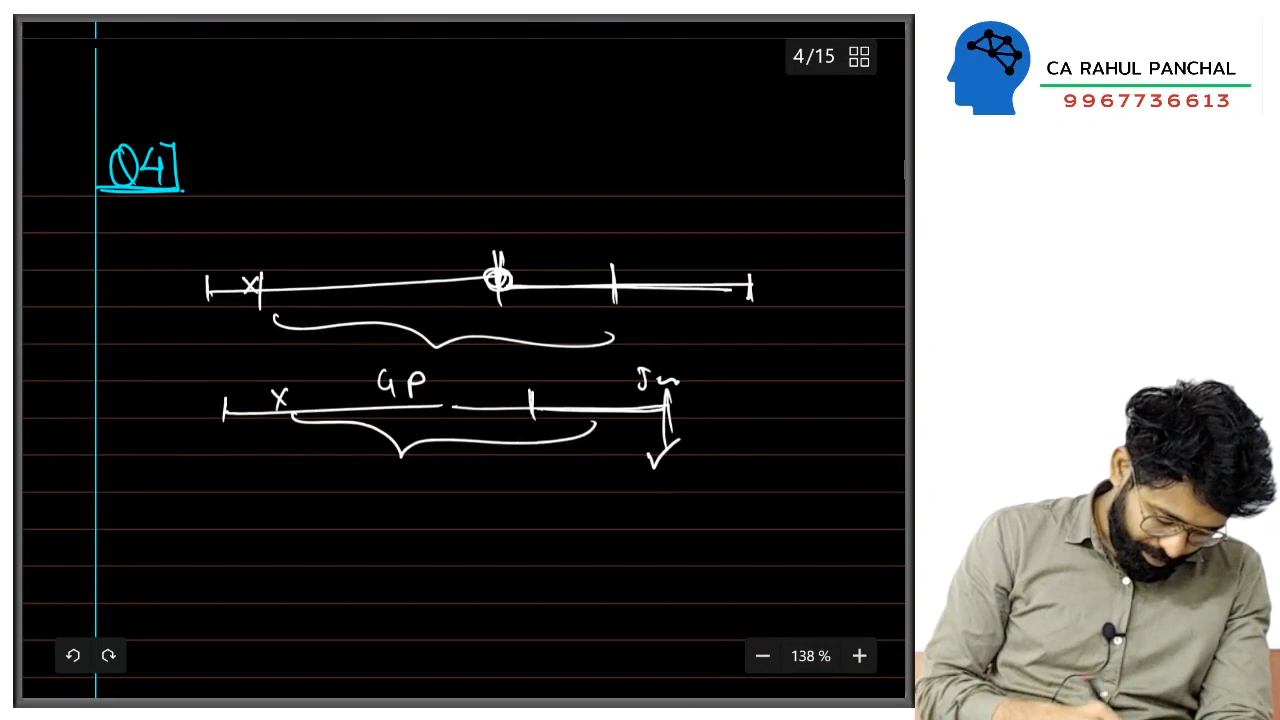 4/15
CA RAHUL PANCHAL
9967736613
Q4]
X
GP
X
138 %